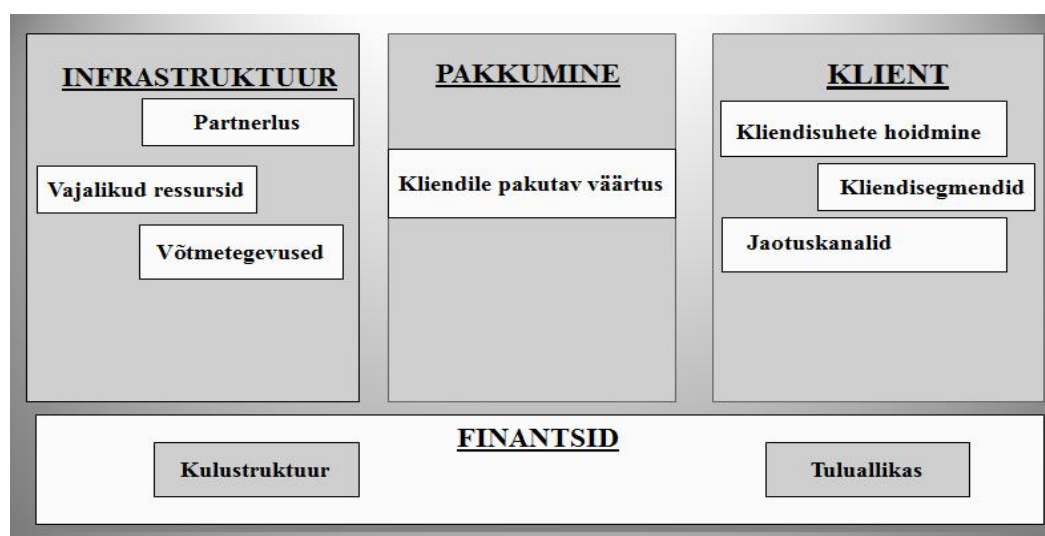 INFRASTRUKTUUR
Partnerlus
Vajalikud ressursid
Võtmetegevused
PAKKUMINE
Kliendile pakutav väärtus
KLIENT
Kliendisuhete hoidmine
Kliendisegmendid
Jaotuskanalid
FINANTSID
Kulustruktuur
Tuluallikas